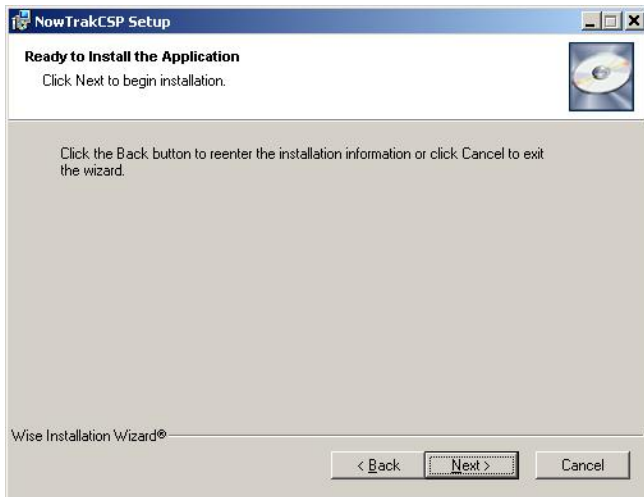 NowTrakCSP Setup
Ready to Install the Application
Click Next to begin installation.
Click the Back button to reenter the installation information or click Cancel to exit
the wizard.
Wise Installation Wizard®
< Back
Next >
Cancel